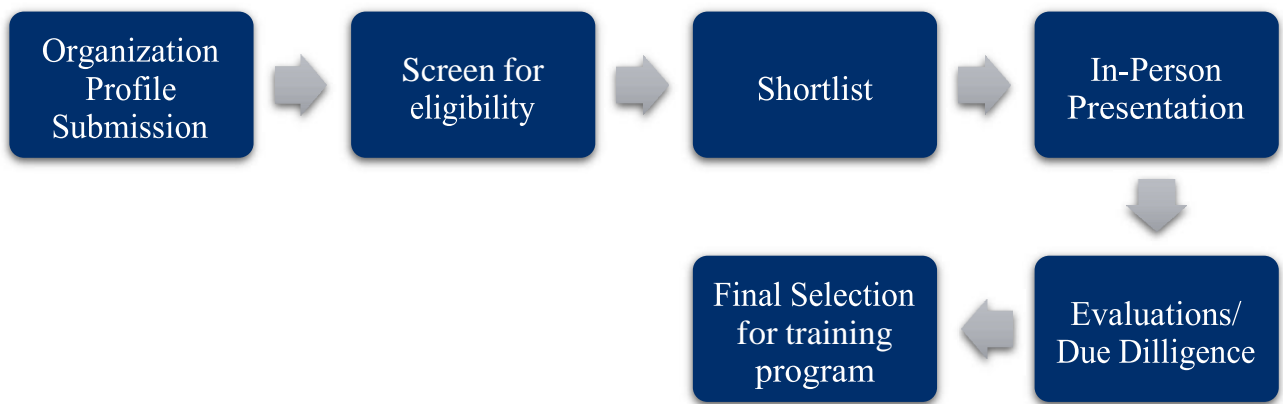 Organization
Profile
Submission
Screen for
eligibility
Shortlist
In-Person
Presentation
Evaluations/
Due Dilligence
Final Selection
for training
program